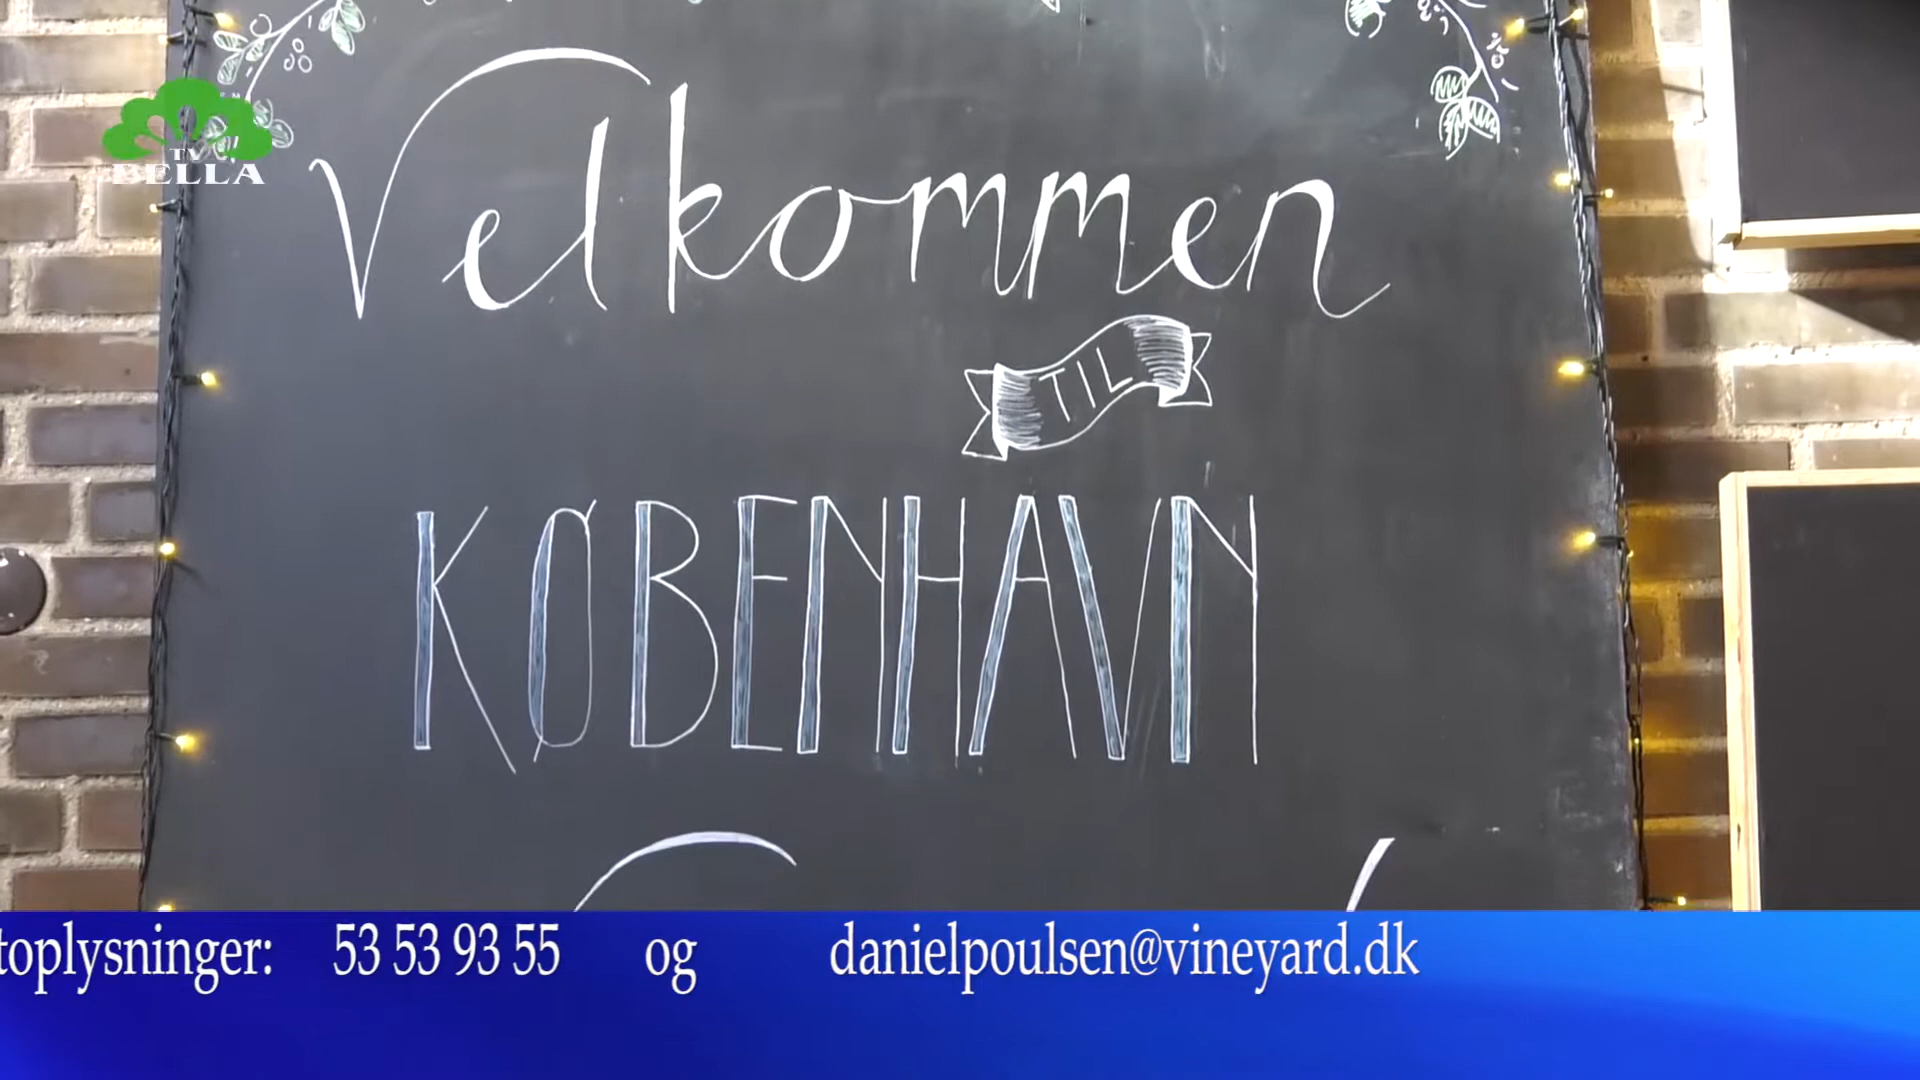 TV
BELLA
Velkommen
TIL
KØBENHAVN
toplysninger: 53 53 93 55 og danielpoulsen@vineyard.dk